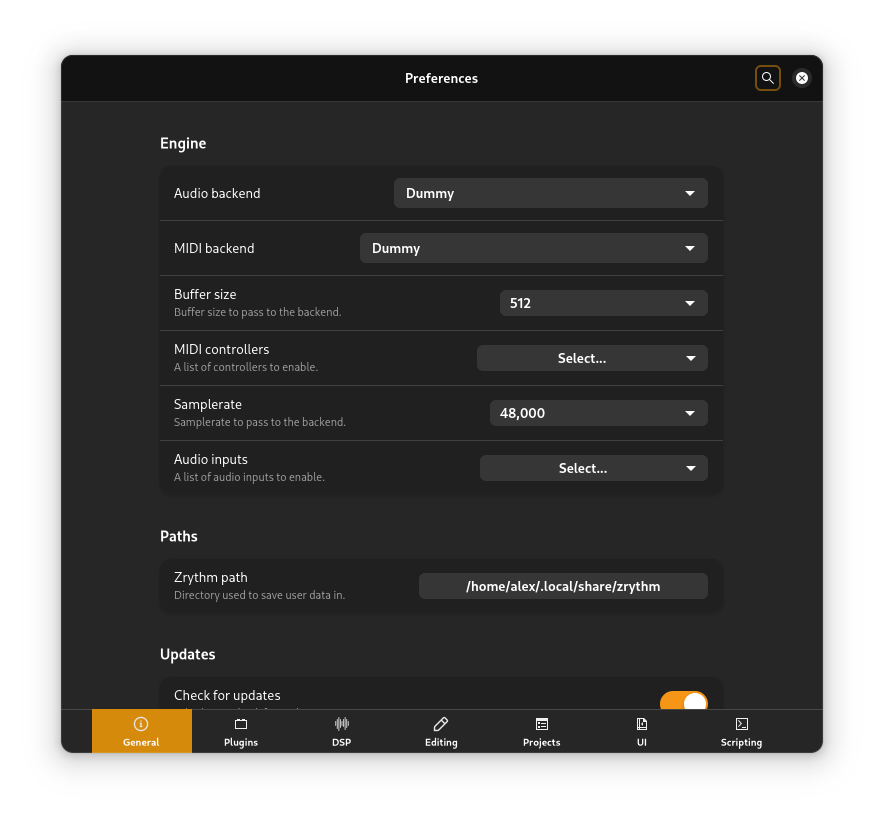 Preferences
Engine
Audio backend
Dummy
MIDI backend
Dummy
Buffer size
Buffer size to pass to the backend.
512
MIDI controllers
A list of controllers to enable.
Select...
Samplerate
Samplerate to pass to the backend.
48,000
Audio inputs
A list of audio inputs to enable.
Select...
Paths
Zrythm path
Directory used to save user data in.
/home/alex/.local/share/zrythm
Updates
Check for updates
General
Plugins
DSP
Editing
Projects
UI
Scripting